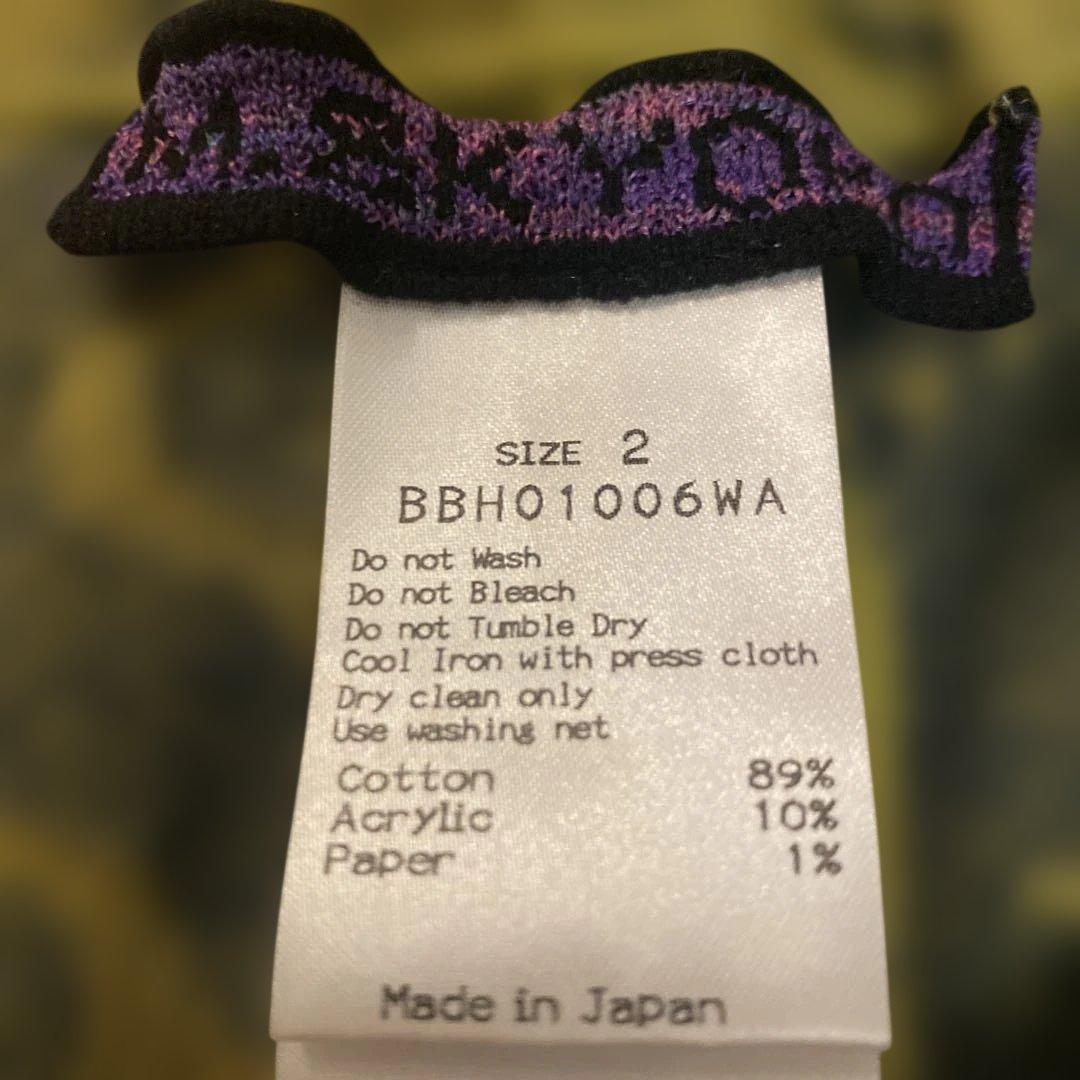 SIZE 2
BBH01006WA
Do not Wash
Do not Bleach
Do not Tumble Dry
Cool Iron with press cloth
Dry clean only
Use washing net
Cotton 89%
Acrylic 10%
Paper 1%
Made in Japan